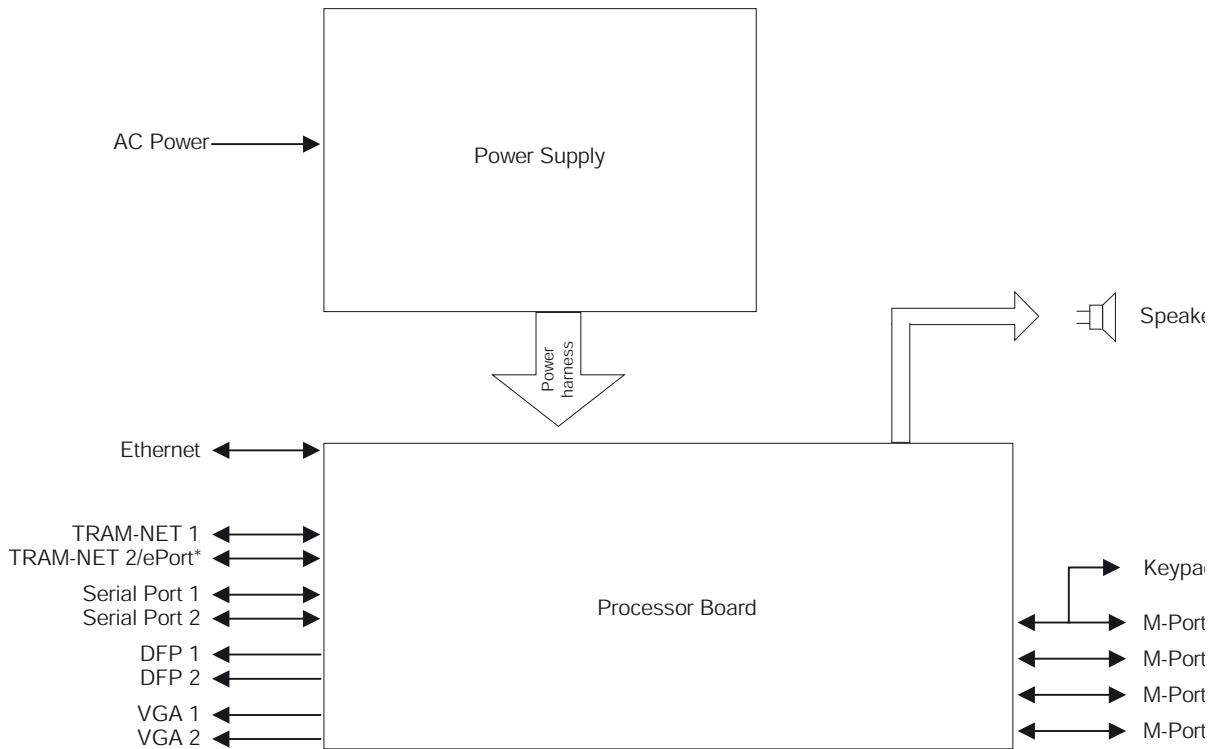 AC Power
Power Supply
Power
harness
Speake
Ethernet
TRAM-NET 1
TRAM-NET 2/ePort*
Serial Port 1
Serial Port 2
Processor Board
Keypad
DFP 1
DFP 2
VGA 1
VGA 2
M-Port
M-Port
M-Port
M-Port